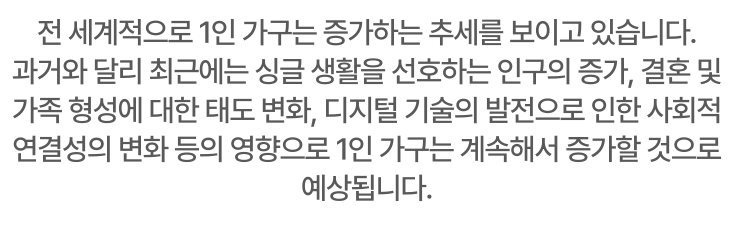 전 세계적으로 1인 가구는 증가하는 추세를 보이고 있습니다.
과거와 달리 최근에는 싱글 생활을 선호하는 인구의 증가, 결혼 및
가족 형성에 대한 태도 변화, 디지털 기술의 발전으로 인한 사회적
연결성의 변화 등의 영향으로 1인 가구는 계속해서 증가할 것으로
예상됩니다.